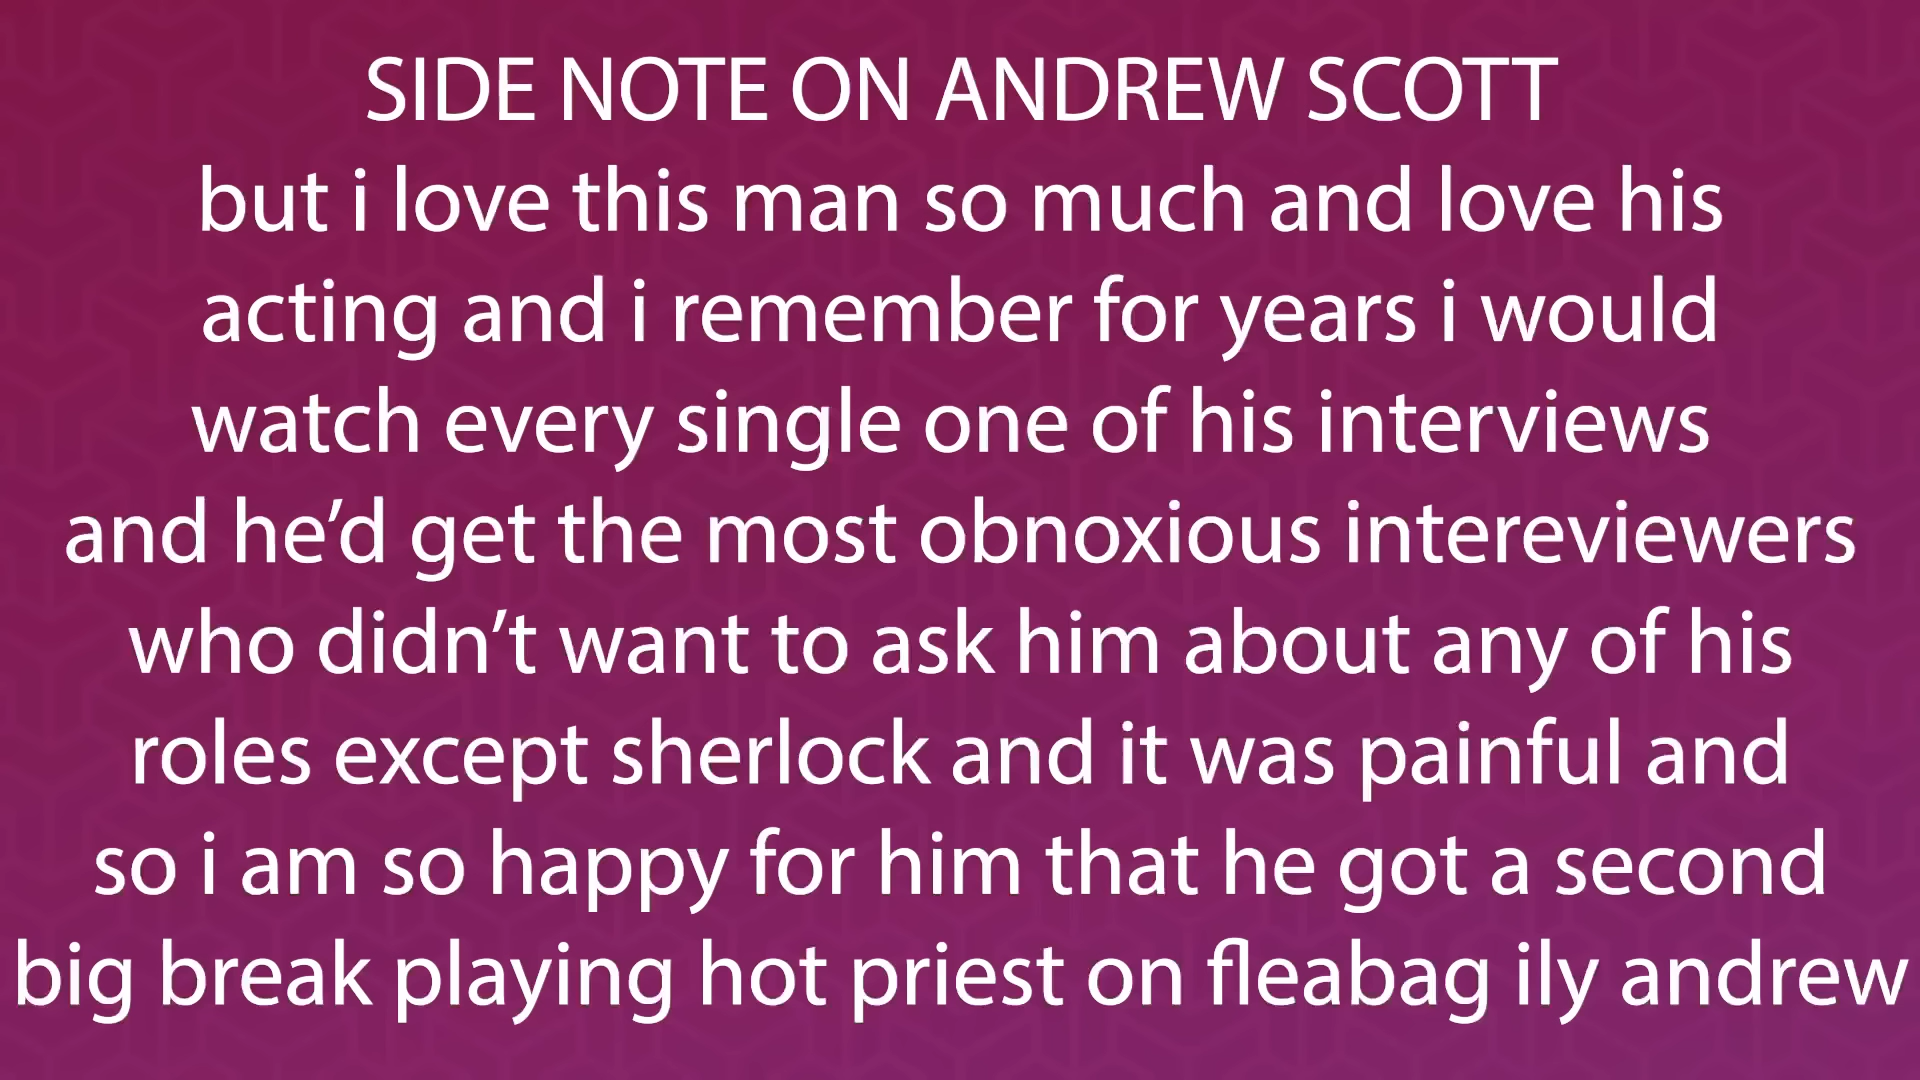 SIDE NOTE ON ANDREW SCOTT
but i love this man so much and love his
acting and i remember for years i would
watch every single one of his interviews
and he’d get the most obnoxious intereviewers
who didn’t want to ask him about any of his
roles except sherlock and it was painful and
so i am so happy for him that he got a second
big break playing hot priest on fleabag ily andrew